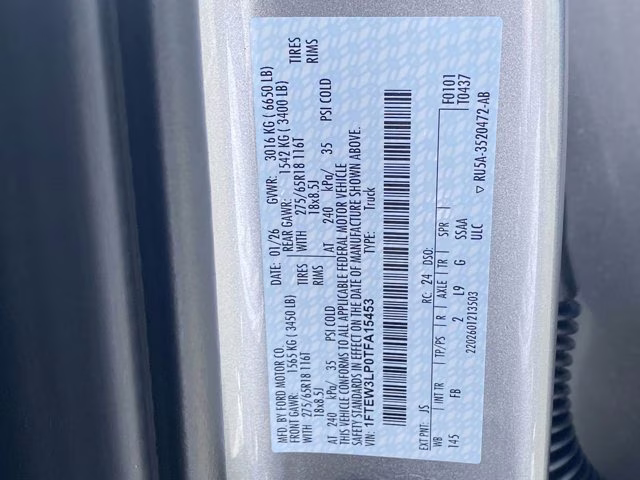 MFD. BY FORD MOTOR CO.
DATE: 01/26 GVWR: 3016 KG ( 6650 LB)
FRONT GAWR: 1565 KG (3450 LB) REAR GAWR: 1542 KG ( 3400 LB)
WITH 275/65R18 116T TIRES WITH 275/65R18 116T TIRES
18x8.5J RIMS 18x8.5J RIMS
AT 240 kPa/ 35 PSI COLD AT 240 kPa/ 35 PSI COLD
THIS VEHICLE CONFORMS TO ALL APPLICABLE FEDERAL MOTOR VEHICLE
SAFETY STANDARDS IN EFFECT ON THE DATE OF MANUFACTURE SHOWN ABOVE.
VIN: 1FTEW3LP0TFA15453 TYPE: Truck
F0101
T0437
EXT PNT: JS RC: 24 DSO:
WB INT TR TP/PS R AXLE TR SPR
145 FB 2 L9 G SSAA
ULC
2202601213503 ▽ RU5A-3520472-AB